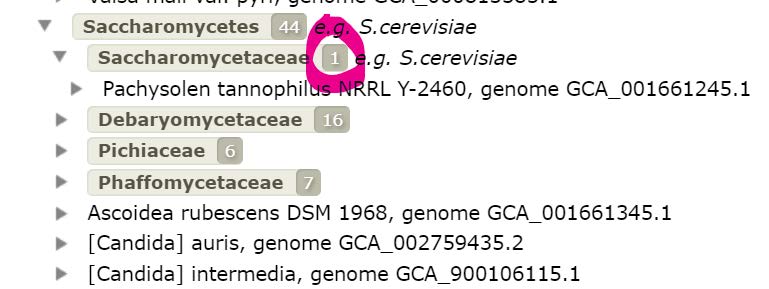 Saccharomycetes 44 e.g. S.cerevisiae
Saccharomycetaceae 1 e.g. S.cerevisiae
Pachysolen tannophilus NRRL Y-2460, genome GCA_001661245.1
Debaryomycetaceae 16
Pichiaceae 6
Phaffomycetaceae 7
Ascoidea rubescens DSM 1968, genome GCA_001661345.1
[Candida] auris, genome GCA_002759435.2
[Candida] intermedia, genome GCA_900106115.1